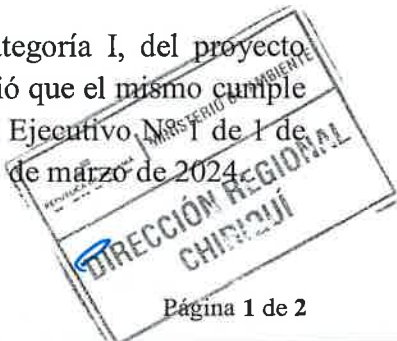 ategoría I, del proyecto
ió que el mismo cumple
Ejecutivo N° 1 de 1 de
de marzo de 2024.
MINISTERIO DE AMBIENTE
DIRECCIÓN REGIONAL
CHIRIQUÍ
Página 1 de 2